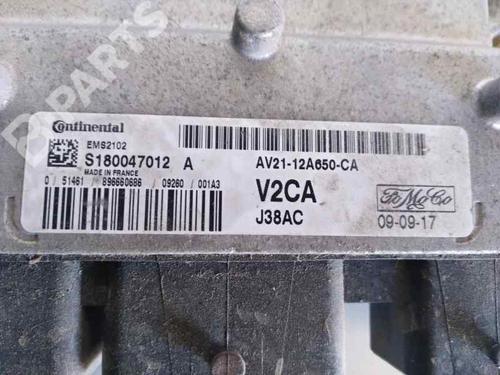 B PARTS
Continental
EMS2102
S180047012 A
MADE IN FRANCE
0 / 51461 / 896660686 / 09260 / 001A3
AV21-12A650-CA
V2CA
J38AC
FoMoCo
09-09-17